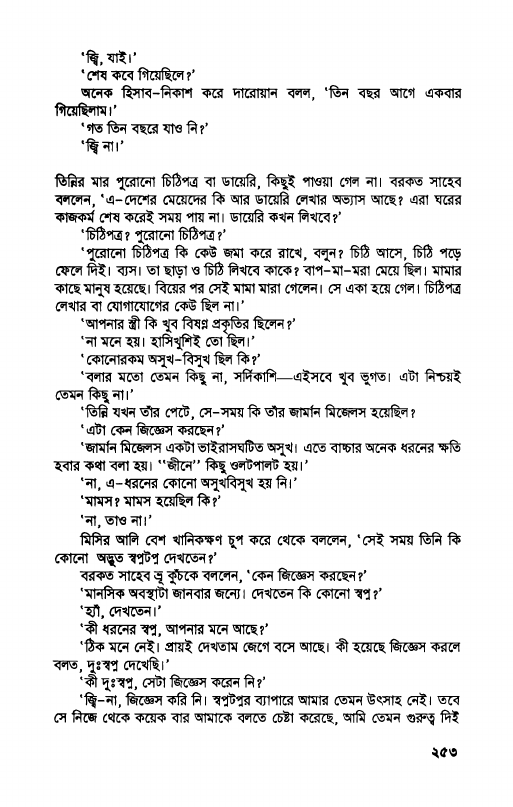 ‘জ্বি, যাই।’
‘শেষ কবে গিয়েছিলে?’
অনেক হিসাব-নিকাশ করে দারোয়ান বলল, ‘তিন বছর আগে একবার
গিয়েছিলাম।’
‘গত তিন বছরে যাও নি?’
‘জ্বি না।’
তিন্নির মার পুরোনো চিঠিপত্র বা ডায়েরি, কিছুই পাওয়া গেল না। বরকত সাহেব
বললেন, ‘এ-দেশের মেয়েদের কি আর ডায়েরি লেখার অভ্যাস আছে? এরা ঘরের
কাজকর্ম শেষ করেই সময় পায় না। ডায়েরি কখন লিখবে?’
‘চিঠিপত্র? পুরোনো চিঠিপত্র?’
‘পুরোনো চিঠিপত্র কি কেউ জমা করে রাখে, বলুন? চিঠি আসে, চিঠি পড়ে
ফেলে দিই। ব্যস। তা ছাড়া ও চিঠি লিখবে কাকে? বাপ-মা-মরা মেয়ে ছিল। মামার
কাছে মানুষ হয়েছে। বিয়ের পর সেই মামা মারা গেলেন। সে একা হয়ে গেল। চিঠিপত্র
লেখার বা যোগাযোগের কেউ ছিল না।’
‘আপনার স্ত্রী কি খুব বিষণ্ণ প্রকৃতির ছিলেন?’
‘না মনে হয়। হাসিখুশিই তো ছিল।’
‘কোনোরকম অসুখ-বিসুখ ছিল কি?’
‘বলার মতো তেমন কিছু না, সর্দিকাশি—এইসবে খুব ভুগত। এটা নিশ্চয়ই
তেমন কিছু না।’
‘তিন্নি যখন তাঁর পেটে, সে-সময় কি তাঁর জার্মান মিজেলস হয়েছিল?
‘এটা কেন জিজ্ঞেস করছেন?’
‘জার্মান মিজেলস একটা ভাইরাসঘটিত অসুখ। এতে বাচ্চার অনেক ধরনের ক্ষতি
হবার কথা বলা হয়। ‘‘জীনে’’ কিছু ওলটপালট হয়।’
‘না, এ-ধরনের কোনো অসুখবিসুখ হয় নি।’
‘মামস? মামস হয়েছিল কি?’
‘না, তাও না।’
মিসির আলি বেশ খানিকক্ষণ চুপ করে থেকে বললেন, ‘সেই সময় তিনি কি
কোনো অদ্ভুত স্বপ্নটপ্ন দেখতেন?’
বরকত সাহেব ভ্রূ কুঁচকে বললেন, ‘কেন জিজ্ঞেস করছেন?’
‘মানসিক অবস্থাটা জানবার জন্যে। দেখতেন কি কোনো স্বপ্ন?’
‘হ্যাঁ, দেখতেন।’
‘কী ধরনের স্বপ্ন, আপনার মনে আছে?’
‘ঠিক মনে নেই। প্রায়ই দেখতাম জেগে বসে আছে। কী হয়েছে জিজ্ঞেস করলে
বলত, দুঃস্বপ্ন দেখেছি।’
‘কী দুঃস্বপ্ন, সেটা জিজ্ঞেস করেন নি?’
‘জ্বি-না, জিজ্ঞেস করি নি। স্বপ্নটপ্নর ব্যাপারে আমার তেমন উৎসাহ নেই। তবে
সে নিজে থেকে কয়েক বার আমাকে বলতে চেষ্টা করেছে, আমি তেমন গুরুত্ব দিই
২৫৩